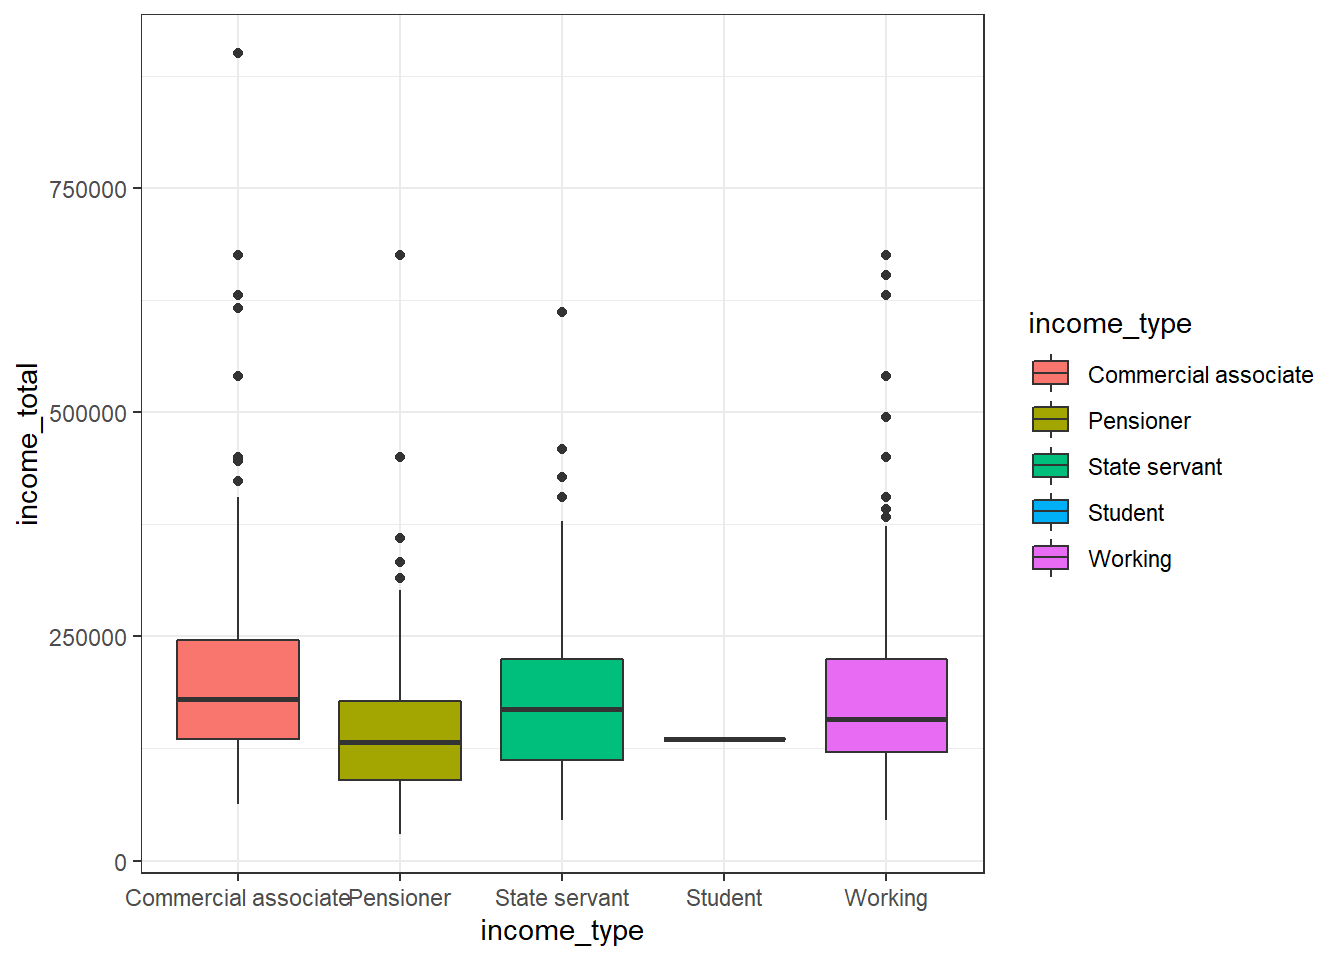 income_total
750000
500000
250000
0
Commercial associate Pensioner State servant Student Working
income_type
income_type
Commercial associate
Pensioner
State servant
Student
Working